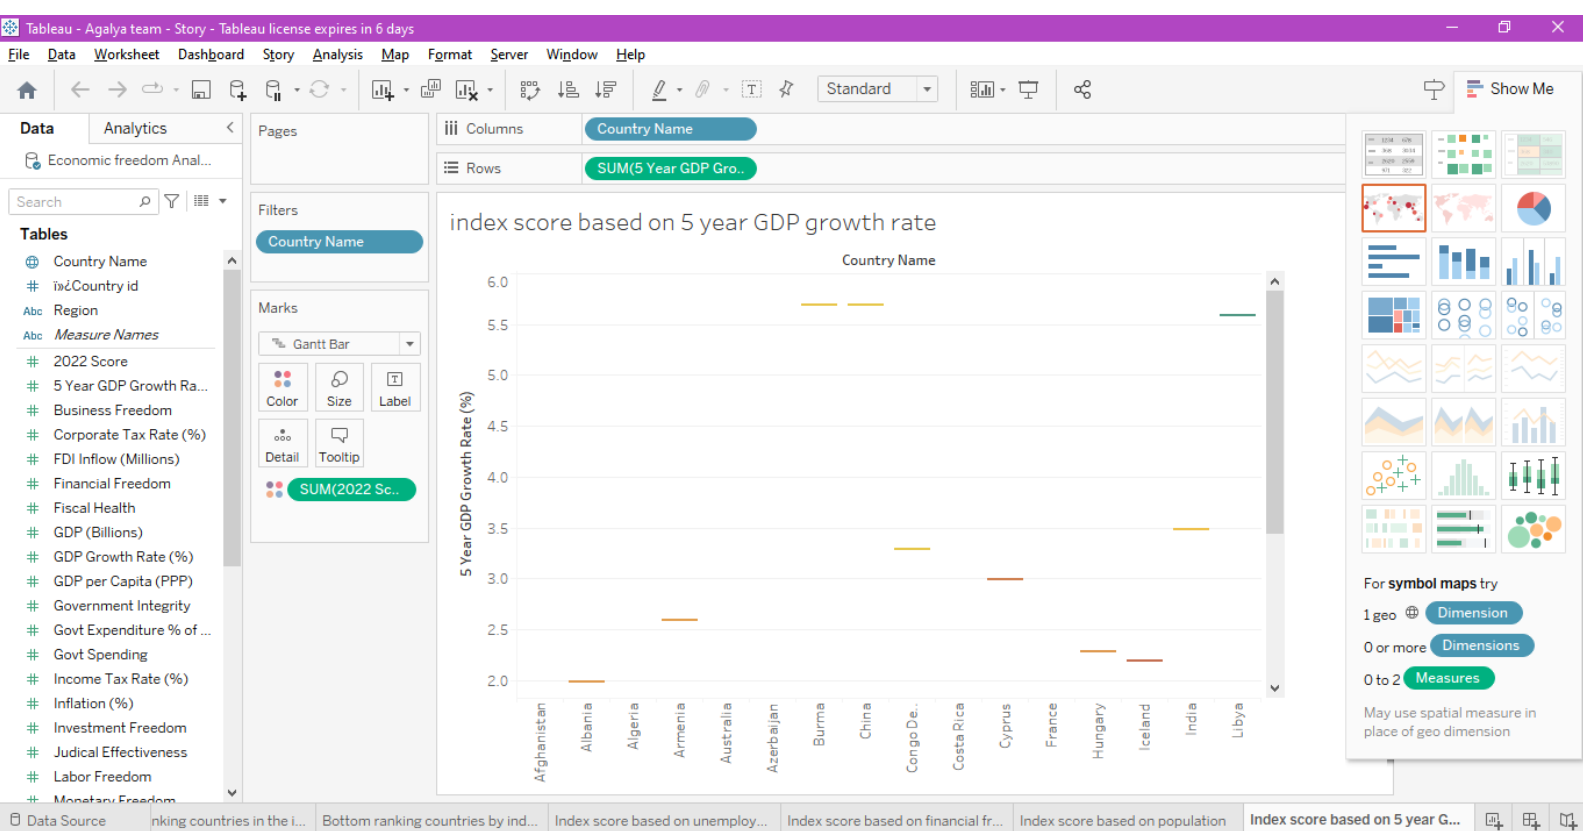 Tableau - Agalya team - Story - Tableau license expires in 6 days
File Data Worksheet Dashboard Story Analysis Map Format Server Window Help
Standard
Show Me
Data Analytics
Economic freedom Anal...
Search
Tables
Country Name
ï»¿Country id
Abc Region
Abc Measure Names
2022 Score
5 Year GDP Growth Ra...
Business Freedom
Corporate Tax Rate (%)
FDI Inflow (Millions)
Financial Freedom
Fiscal Health
GDP (Billions)
GDP Growth Rate (%)
GDP per Capita (PPP)
Government Integrity
Govt Expenditure % of ...
Govt Spending
Income Tax Rate (%)
Inflation (%)
Investment Freedom
Judical Effectiveness
Labor Freedom
Monetary Freedom
Pages
Filters
Country Name
Marks
Gantt Bar
Color Size Label
Detail Tooltip
SUM(2022 Sc..
Columns Country Name
Rows SUM(5 Year GDP Gro..
index score based on 5 year GDP growth rate
Country Name
6.0
5.5
5.0
4.5
4.0
3.5
3.0
2.5
2.0
5 Year GDP Growth Rate (%)
Afghanistan
Albania
Algeria
Armenia
Australia
Azerbaijan
Burma
China
Congo De..
Costa Rica
Cyprus
France
Hungary
Iceland
India
Libya
For symbol maps try
1 geo Dimension
0 or more Dimensions
0 to 2 Measures
May use spatial measure in
place of geo dimension
Data Source nking countries in the i... Bottom ranking countries by ind... Index score based on unemploy... Index score based on financial fr... Index score based on population Index score based on 5 year G...